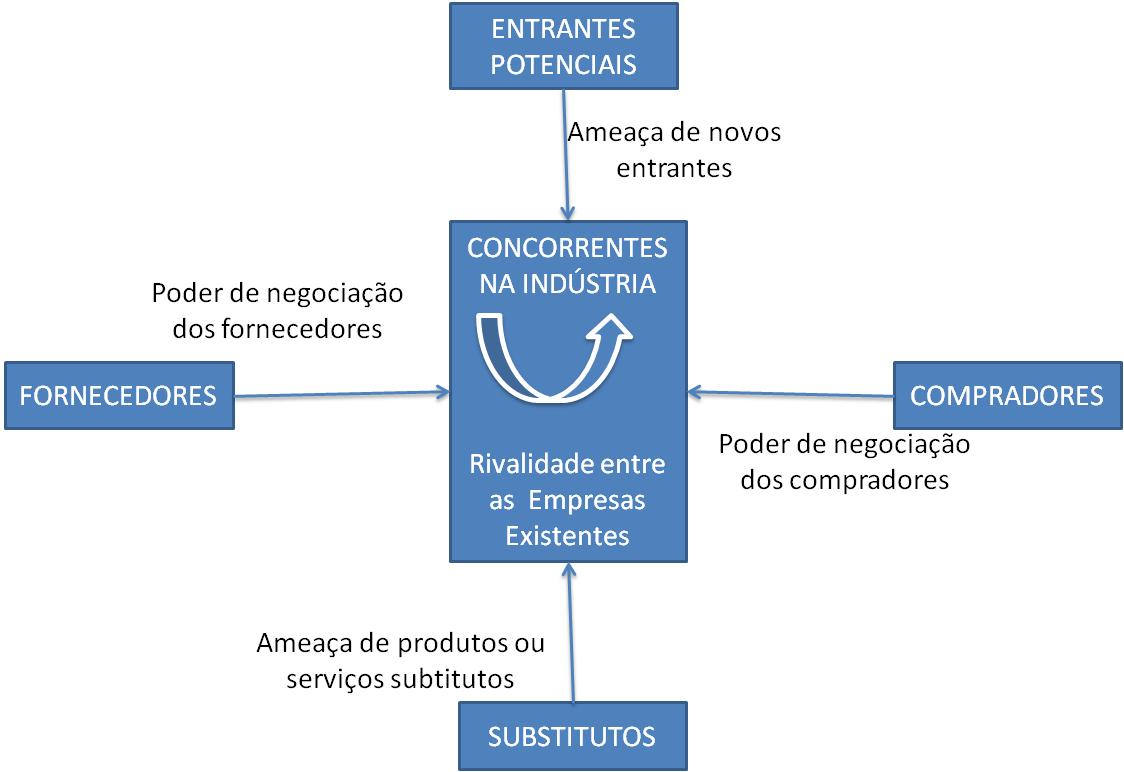 ENTRANTES
POTENCIAIS
Ameaça de novos
entrantes
CONCORRENTES
NA INDÚSTRIA
Poder de negociação
dos fornecedores
FORNECEDORES
COMPRADORES
Poder de negociação
dos compradores
Rivalidade entre
as Empresas
Existentes
Ameaça de produtos ou
serviços subtitutos
SUBSTITUTOS